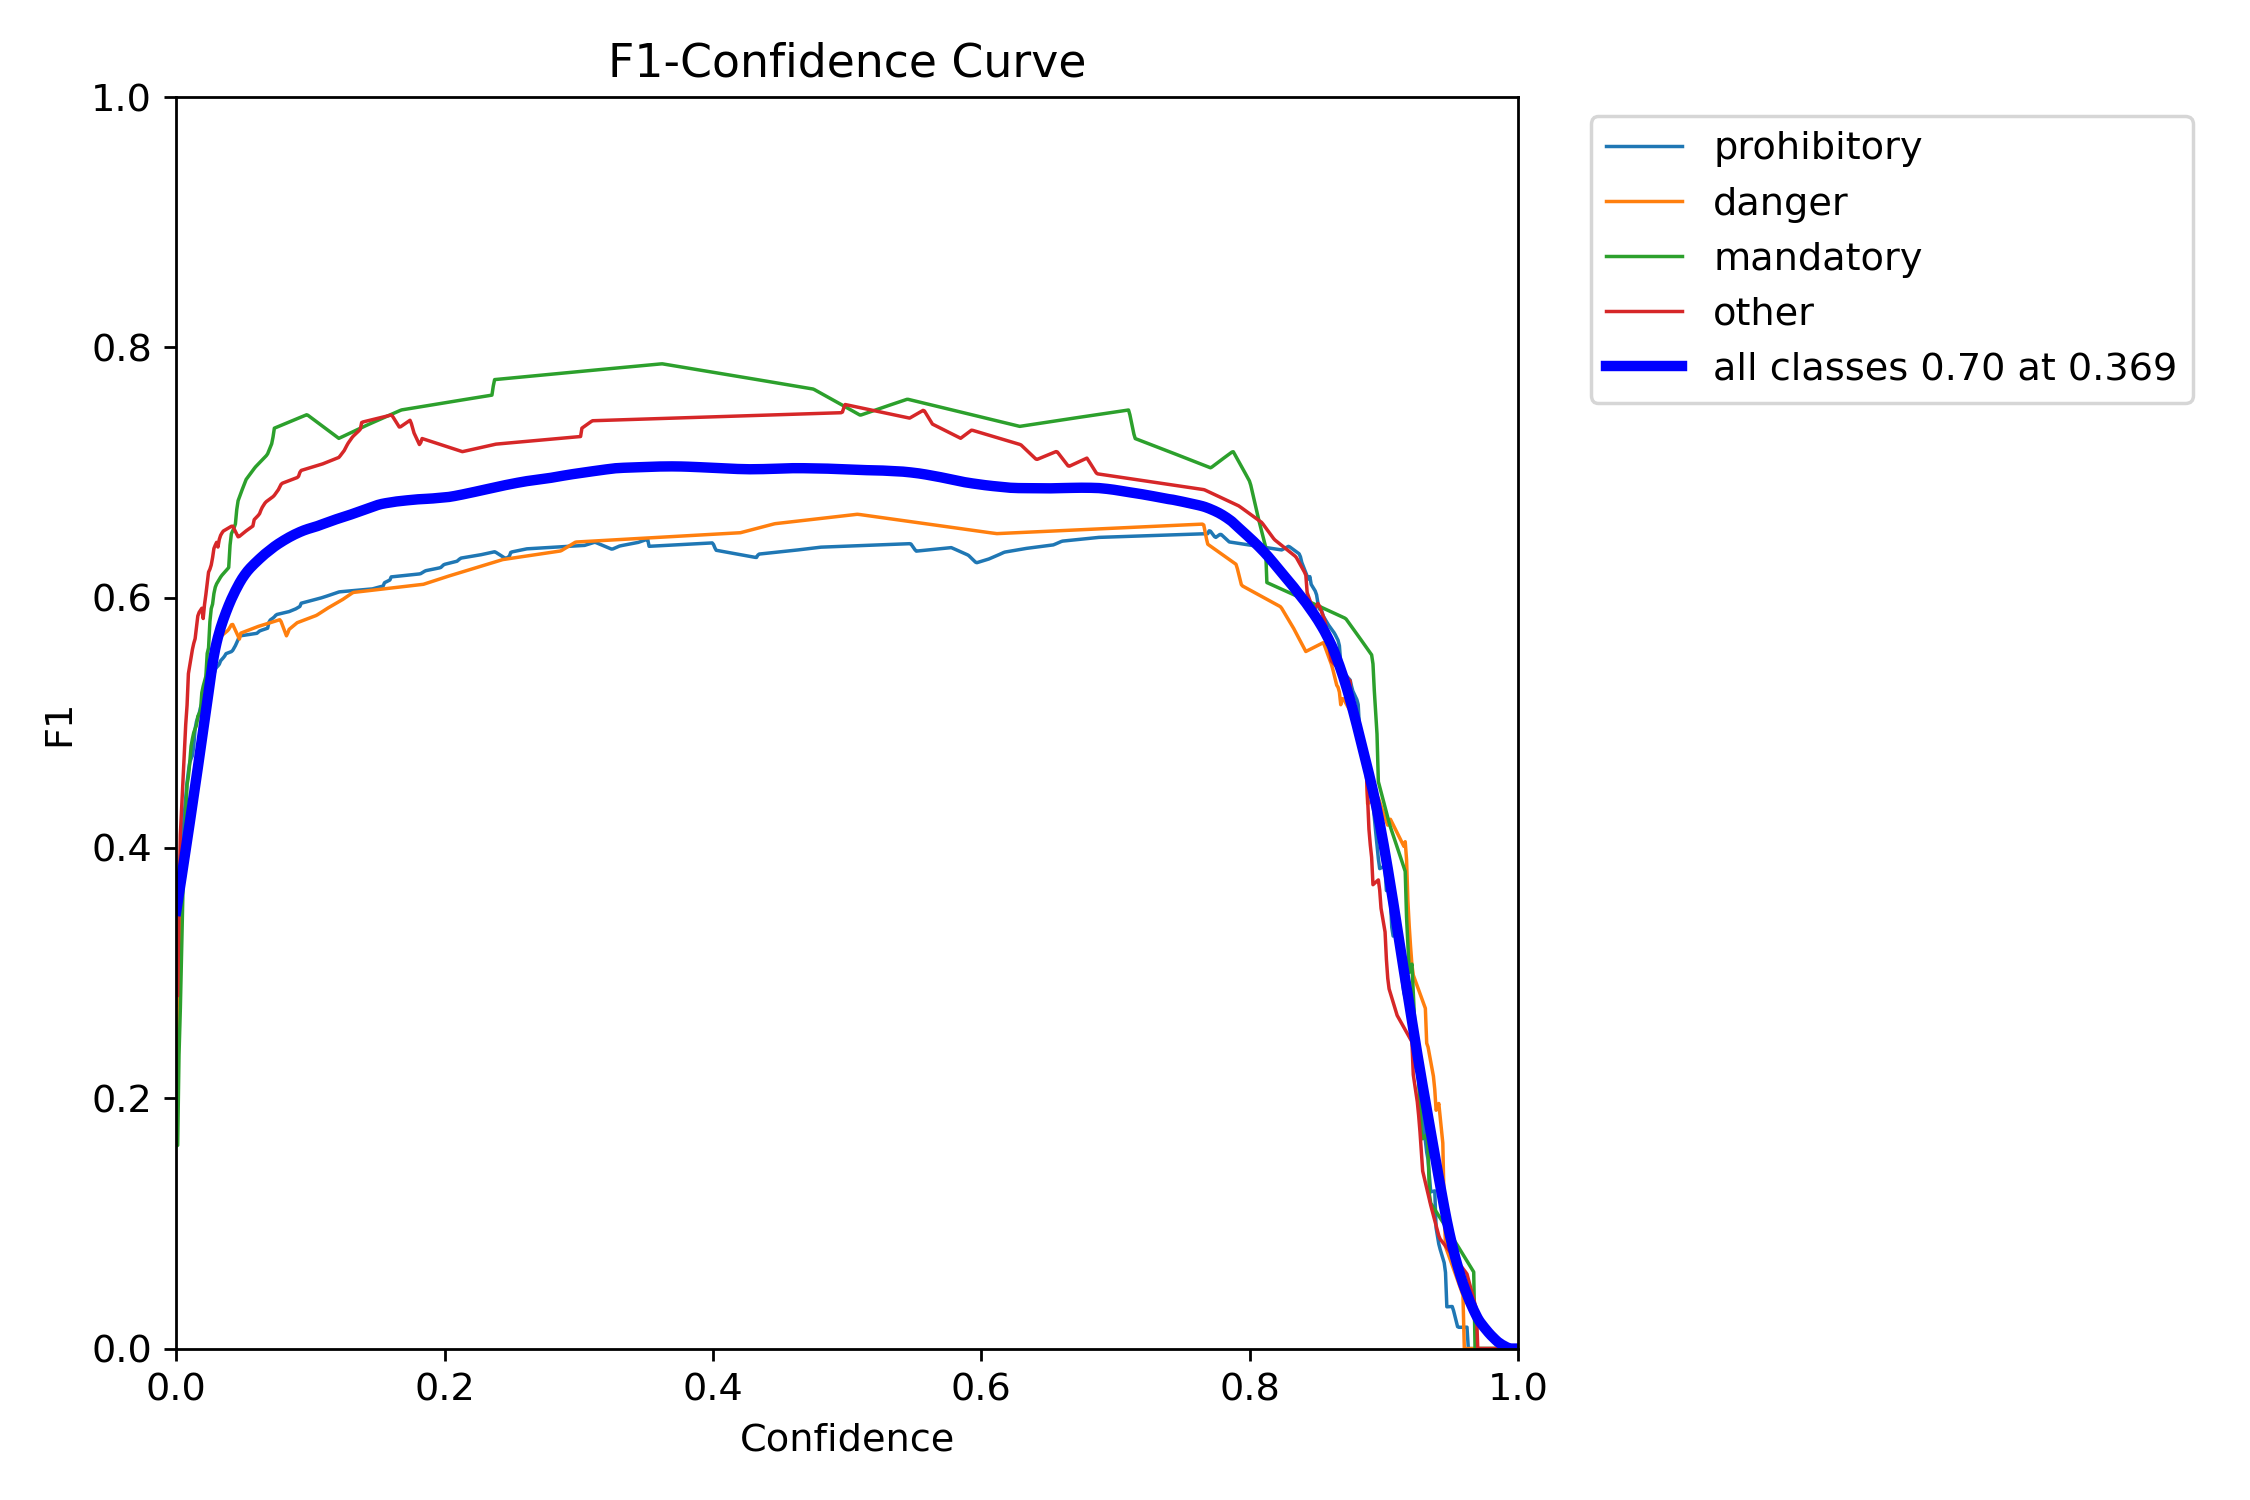 F1-Confidence Curve
1.0
0.8
0.6
0.4
0.2
0.0
F1
0.0 0.2 0.4 0.6 0.8 1.0
Confidence
prohibitory
danger
mandatory
other
all classes 0.70 at 0.369